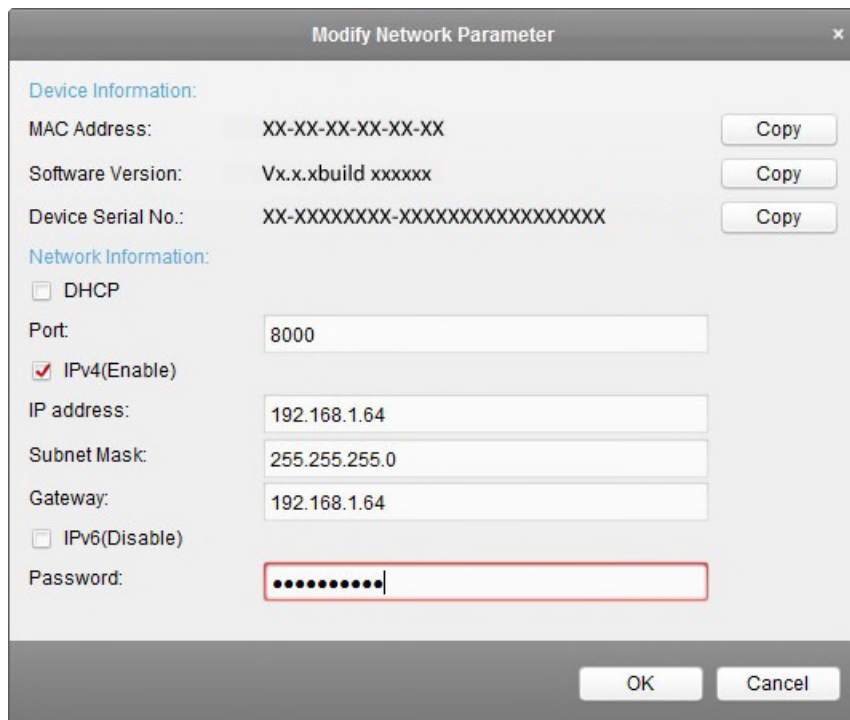 Modify Network Parameter ×
Device Information:
MAC Address: XX-XX-XX-XX-XX-XX Copy
Software Version: Vx.x.xbuild xxxxxx Copy
Device Serial No.: XX-XXXXXXXX-XXXXXXXXXXXXXXXX Copy
Network Information:
DHCP
Port: 8000
IPv4(Enable)
IP address: 192.168.1.64
Subnet Mask: 255.255.255.0
Gateway: 192.168.1.64
IPv6(Disable)
Password: ●●●●●●●●●●
OK Cancel